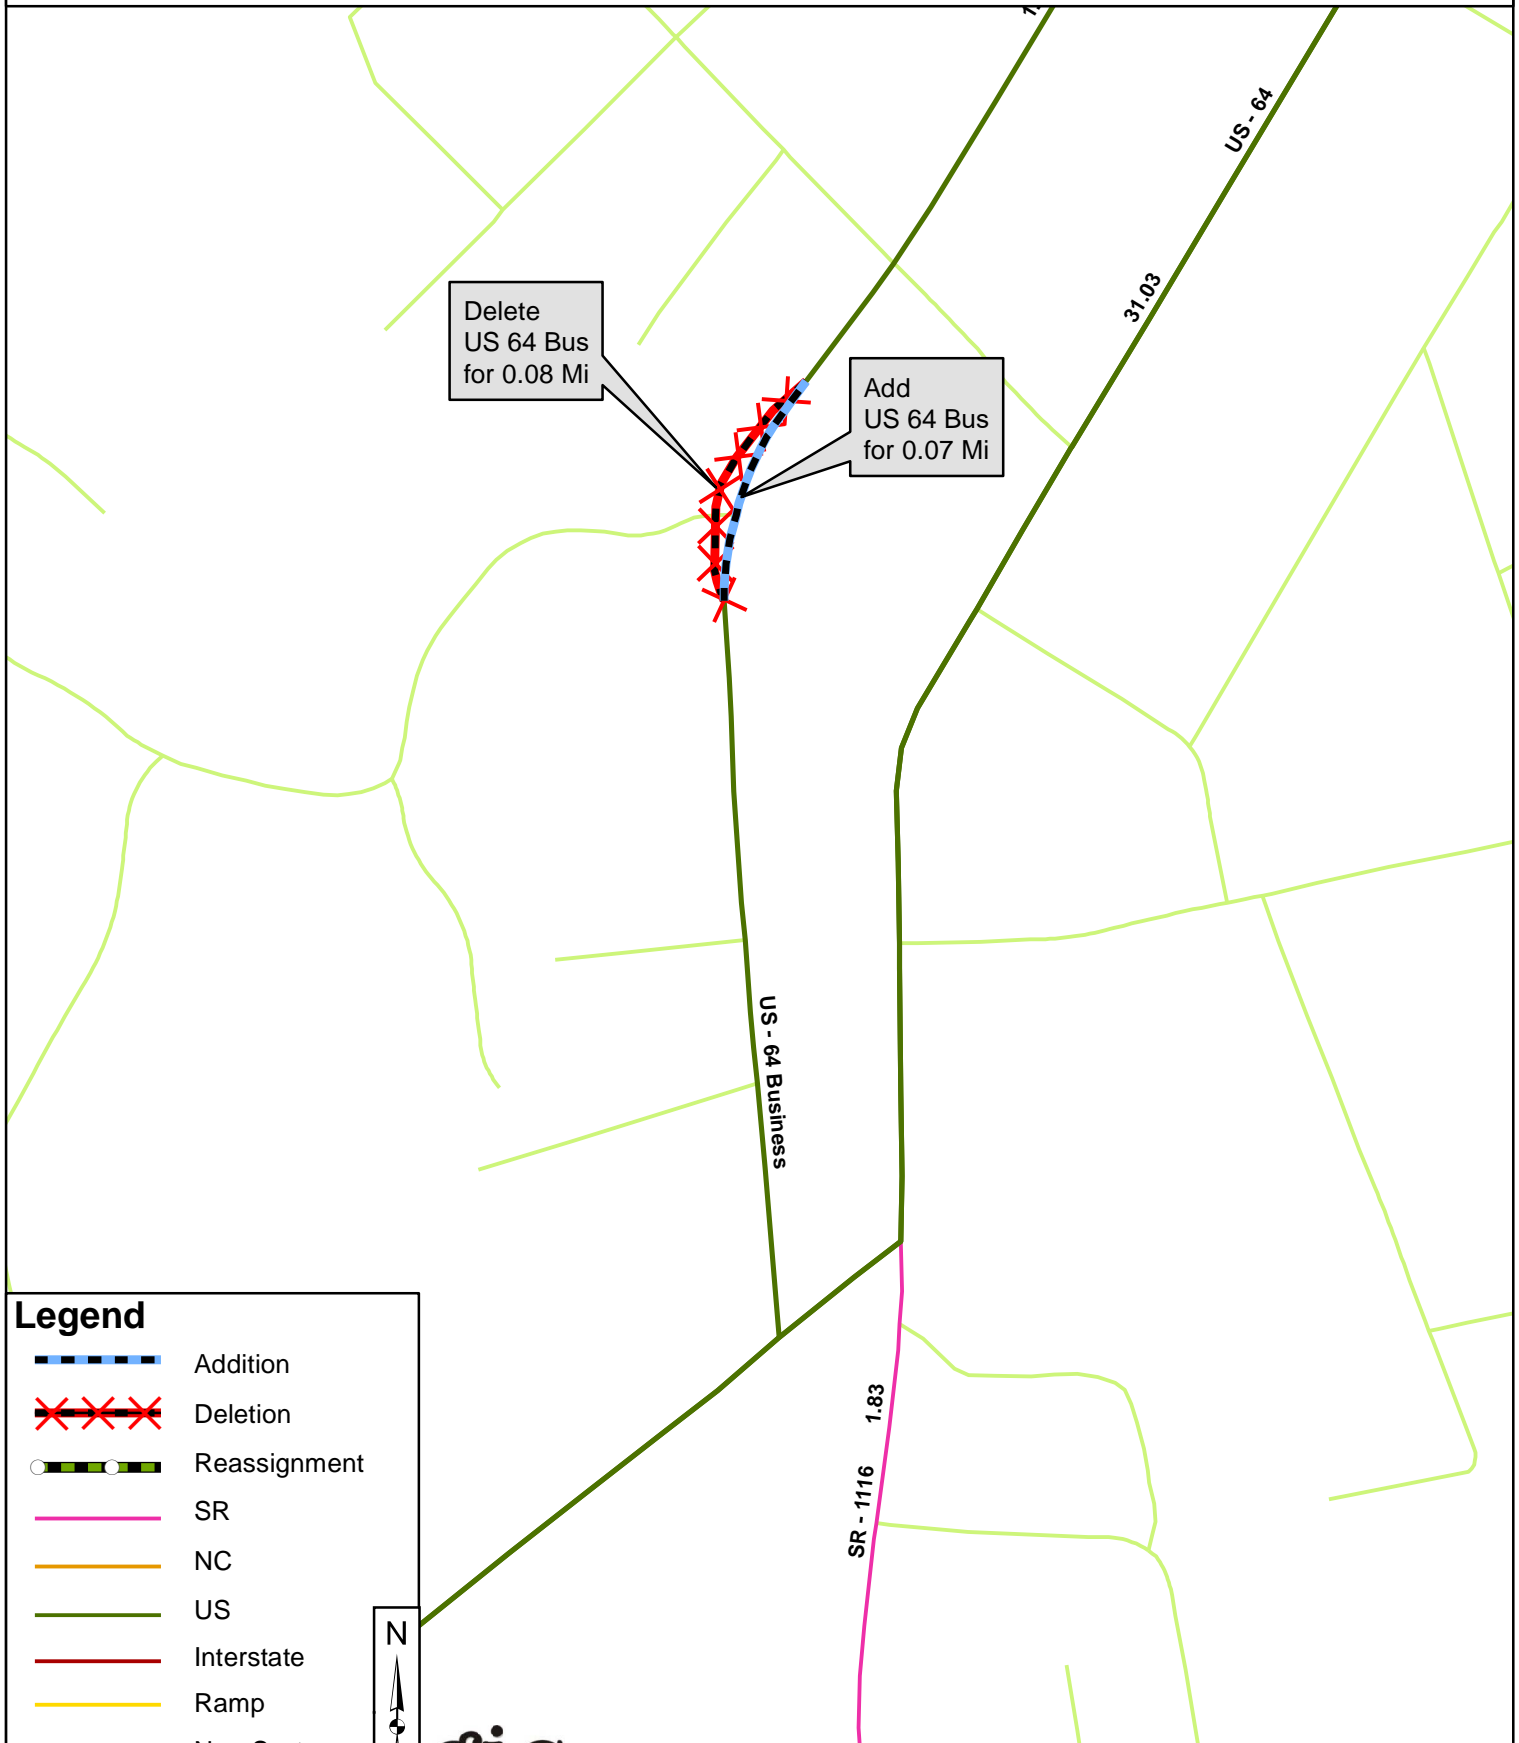 US - 64
31.03
Delete
US 64 Bus
for 0.08 Mi
Add
US 64 Bus
for 0.07 Mi
US - 64 Business
1.83
SR - 1116
Legend
Addition
Deletion
Reassignment
SR
NC
US
Interstate
Ramp
N